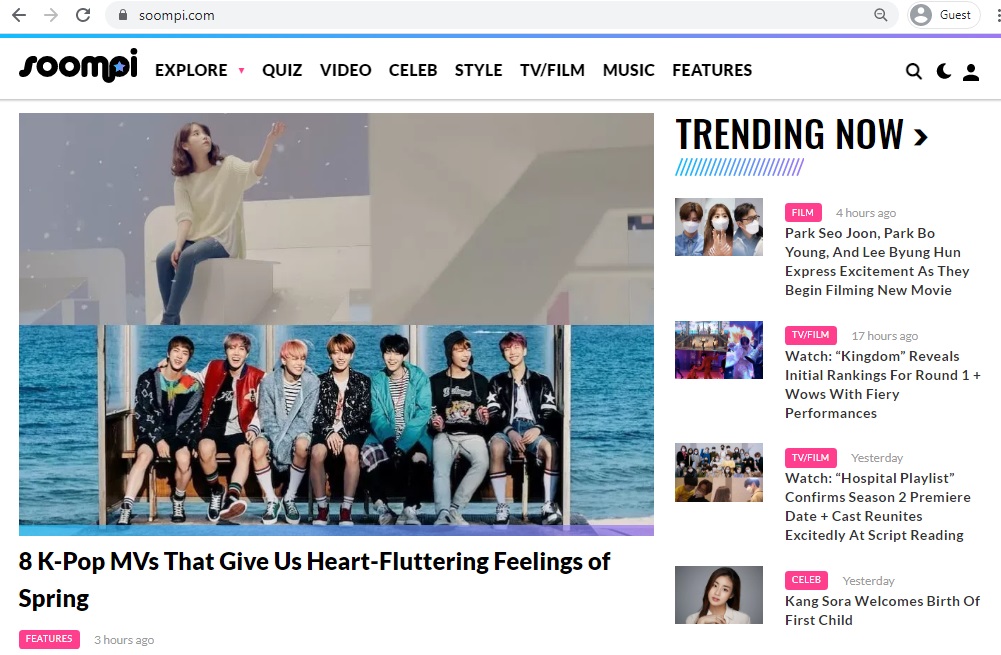 soompi.com
Guest
soompi
EXPLORE QUIZ VIDEO CELEB STYLE TV/FILM MUSIC FEATURES
8 K-Pop MVs That Give Us Heart-Fluttering Feelings of
Spring
FEATURES 3 hours ago
TRENDING NOW ›
FILM 4 hours ago
Park Seo Joon, Park Bo
Young, And Lee Byung Hun
Express Excitement As They
Begin Filming New Movie
TV/FILM 17 hours ago
Watch: “Kingdom” Reveals
Initial Rankings For Round 1 +
Wows With Fiery
Performances
TV/FILM Yesterday
Watch: “Hospital Playlist”
Confirms Season 2 Premiere
Date + Cast Reunites
Excitedly At Script Reading
CELEB Yesterday
Kang Sora Welcomes Birth Of
First Child